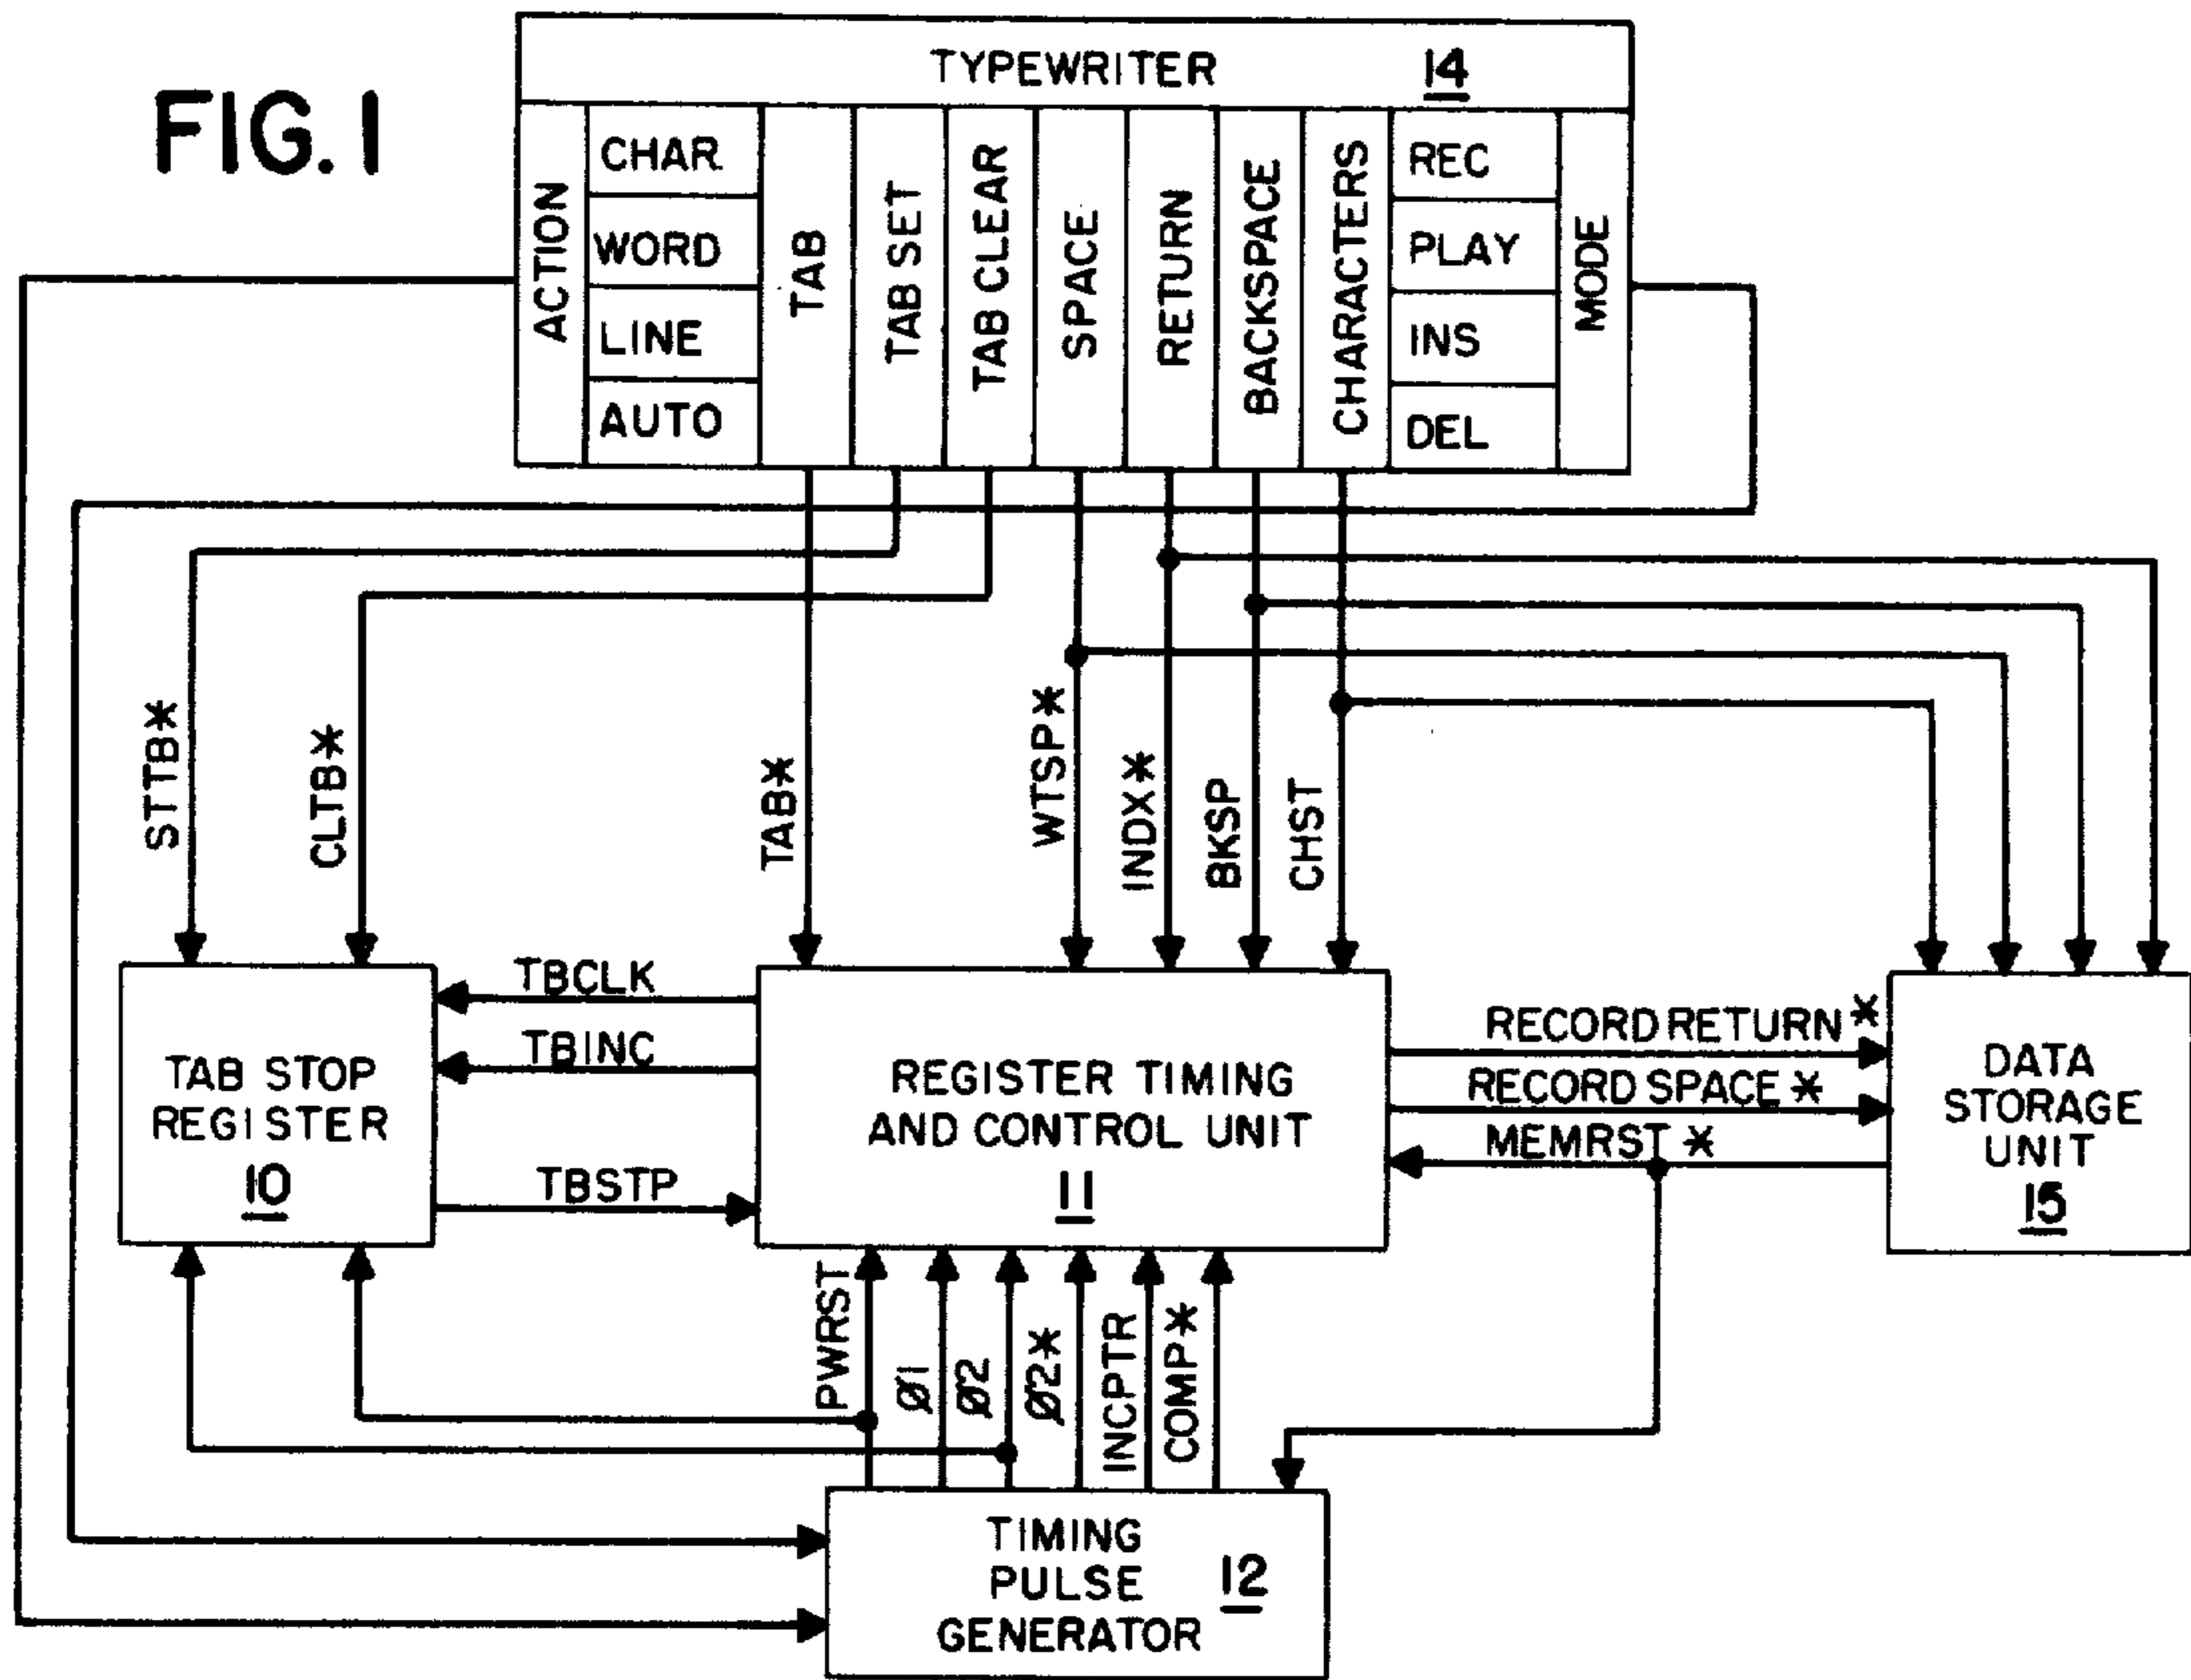 FIG. 1
TYPEWRITER 14
ACTION
CHAR
WORD
LINE
AUTO
TAB
TAB SET
TAB CLEAR
SPACE
RETURN
BACKSPACE
CHARACTERS
REC
PLAY
INS
DEL
MODE
STTB*
CLTB*
TAB*
WTSP*
INDX*
BKSP
CHST
TBCLK
TBINC
TBSTP
TAB STOP
REGISTER
10
REGISTER TIMING
AND CONTROL UNIT
11
RECORD RETURN*
RECORD SPACE*
MEMRST*
DATA
STORAGE
UNIT
15
PWRST
Ø1
Ø2
Ø2*
INCPTR
COMP*
TIMING
PULSE
GENERATOR
12